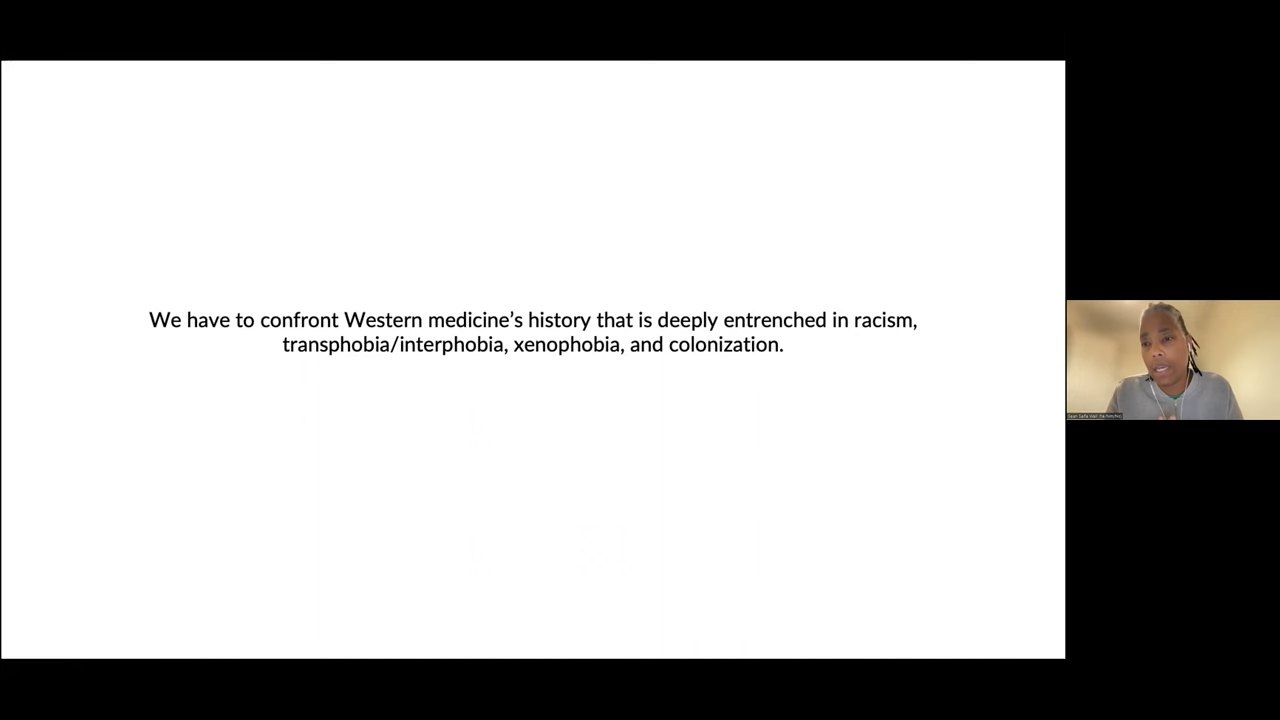 We have to confront Western medicine’s history that is deeply entrenched in racism,
transphobia/interphobia, xenophobia, and colonization.